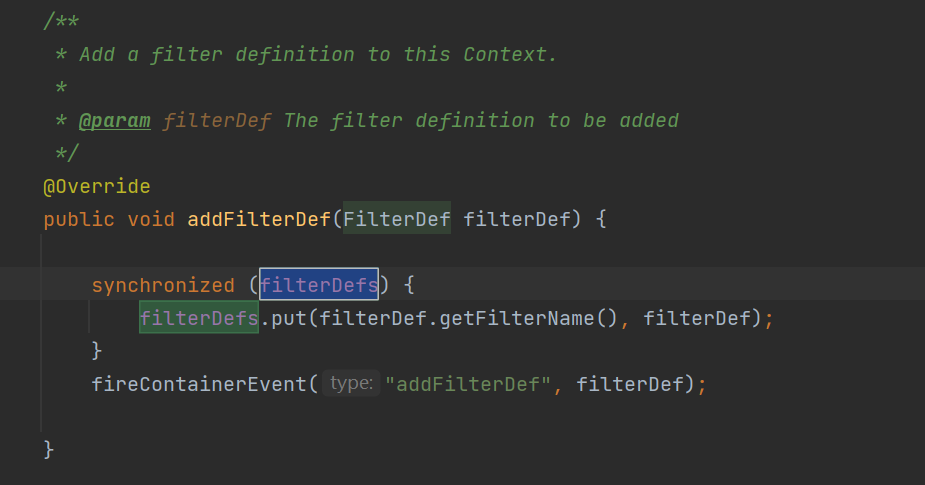 /**
 * Add a filter definition to this Context.
 *
 * @param filterDef The filter definition to be added
 */
@Override
public void addFilterDef(FilterDef filterDef) {
synchronized (filterDefs) {
filterDefs.put(filterDef.getFilterName(), filterDef);
}
fireContainerEvent( type: "addFilterDef", filterDef);
}